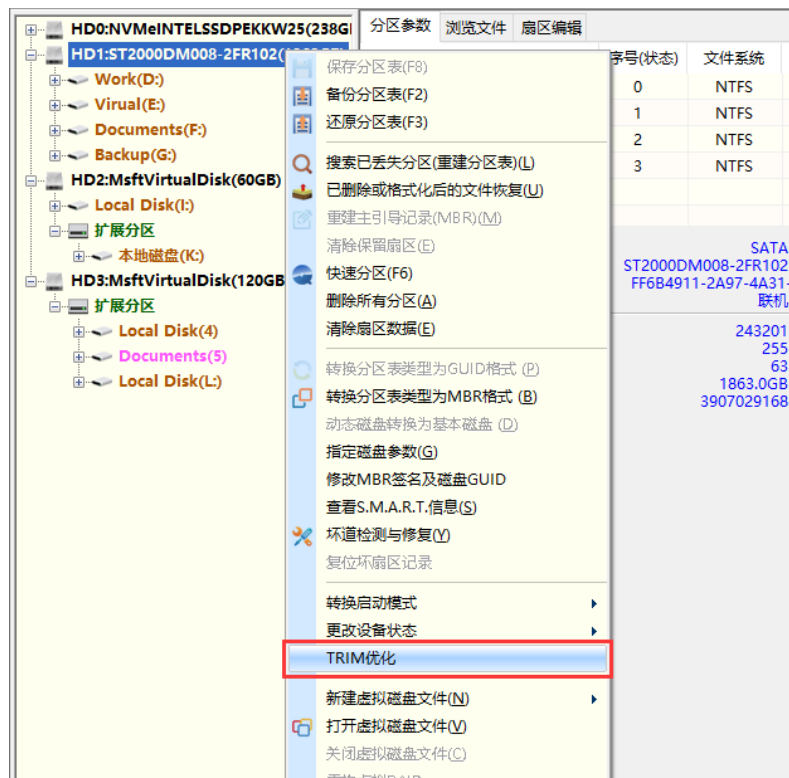 HD0:NVMeINTELSSDPEKKW25(238GI
HD1:ST2000DM008-2FR102(
Work(D:)
Virual(E:)
Documents(F:)
Backup(G:)
HD2:MsftVirtualDisk(60GB)
Local Disk(I:)
扩展分区
本地磁盘(K:)
HD3:MsftVirtualDisk(120GB
扩展分区
Local Disk(4)
Documents(5)
Local Disk(L:)
分区参数 浏览文件 扇区编辑
序号(状态) 文件系统
0 NTFS
1 NTFS
2 NTFS
3 NTFS
SATA
ST2000DM008-2FR102
FF6B4911-2A97-4A31-
联机
243201
255
63
1863.0GB
3907029168
保存分区表(F8)
备份分区表(F2)
还原分区表(F3)
搜索已丢失分区(重建分区表)(L)
已删除或格式化后的文件恢复(U)
重建主引导记录(MBR)(M)
清除保留扇区(E)
快速分区(F6)
删除所有分区(A)
清除扇区数据(E)
转换分区表类型为GUID格式 (P)
转换分区表类型为MBR格式 (B)
动态磁盘转换为基本磁盘 (D)
指定磁盘参数(G)
修改MBR签名及磁盘GUID
查看S.M.A.R.T.信息(S)
坏道检测与修复(Y)
复位坏扇区记录
转换启动模式
更改设备状态
TRIM优化
新建虚拟磁盘文件(N)
打开虚拟磁盘文件(V)
关闭虚拟磁盘文件(C)